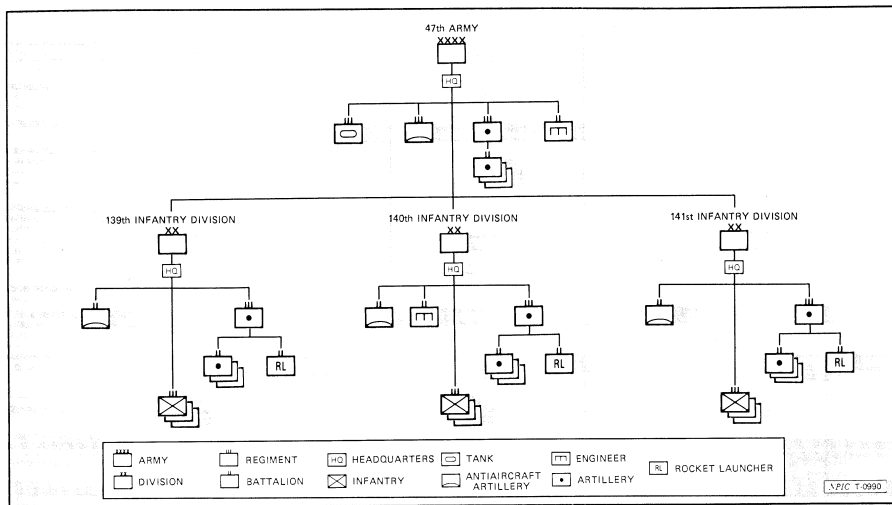 47th ARMY
XXXX
HQ
139th INFANTRY DIVISION
XX
HQ
140th INFANTRY DIVISION
XX
HQ
141st INFANTRY DIVISION
XX
HQ
RL
RL
RL
ARMY
REGIMENT
HQ HEADQUARTERS
TANK
ENGINEER
DIVISION
BATTALION
INFANTRY
ANTIAIRCRAFT
ARTILLERY
ARTILLERY
RL ROCKET LAUNCHER
NPIC T-0990